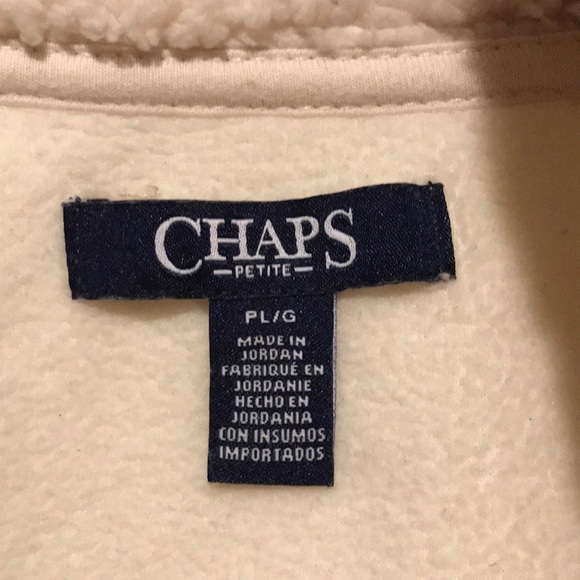 CHAPS
PETITE
PL/G
MADE IN
JORDAN
FABRIQUÉ EN
JORDANIE
HECHO EN
JORDANIA
CON INSUMOS
IMPORTADOS